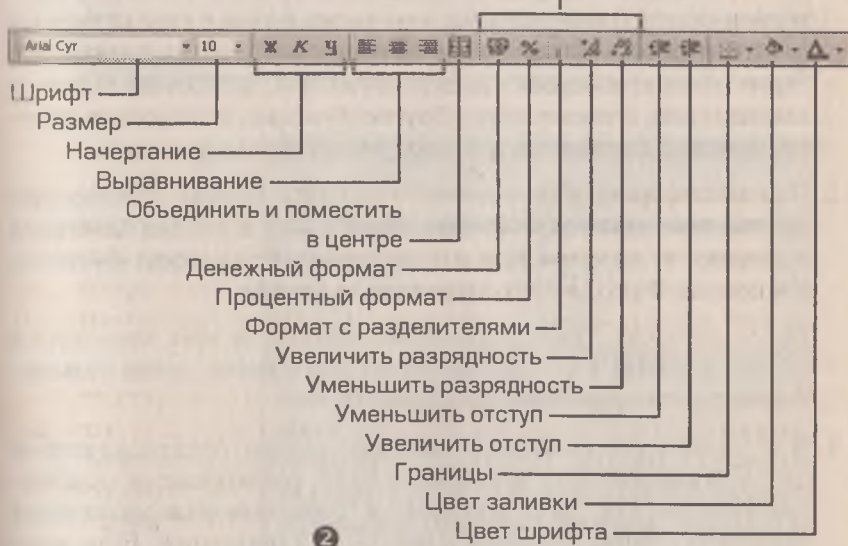 Arial Cyr 10 Ж К Ч %
Шрифт
Размер
Начертание
Выравнивание
Объединить и поместить
в центре
Денежный формат
Процентный формат
Формат с разделителями
Увеличить разрядность
Уменьшить разрядность
Уменьшить отступ
Увеличить отступ
Границы
Цвет заливки
Цвет шрифта
2